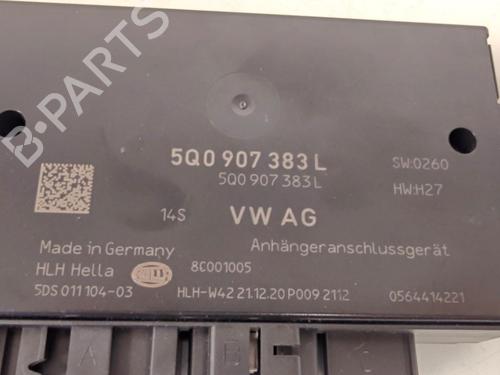 5Q0 907 383 L
5Q0 907 383 L
SW:0260
HW:H27
14S
VW AG
Made in Germany
Anhängeranschlussgerät
HLH Hella
8C001005
5DS 011 104-03
HLH-W42 21.12.20 P009 2112
0564414221
A
B
B-PARTS